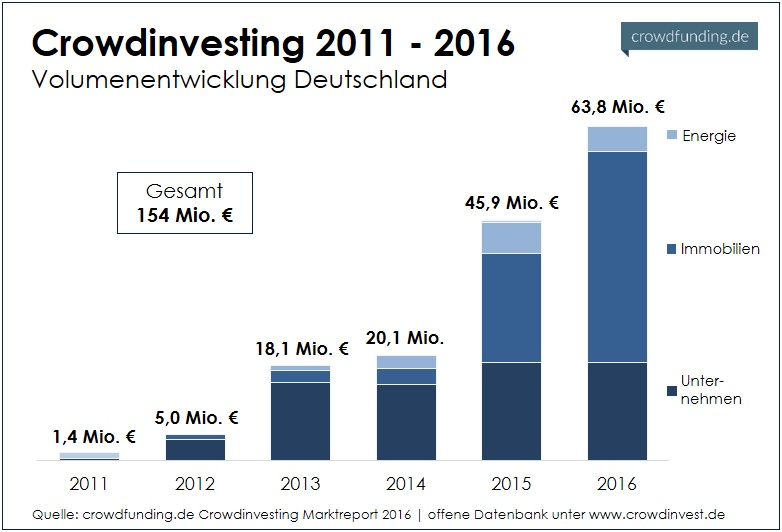 Crowdinvesting 2011 - 2016
Volumenentwicklung Deutschland
crowdfunding.de
63,8 Mio. €
Energie
Gesamt
154 Mio. €
45,9 Mio. €
Immobilien
20,1 Mio.
18,1 Mio. €
Unter-
nehmen
5,0 Mio. €
1,4 Mio. €
2011 2012 2013 2014 2015 2016
Quelle: crowdfunding.de Crowdinvesting Marktreport 2016 | offene Datenbank unter www.crowdinvest.de